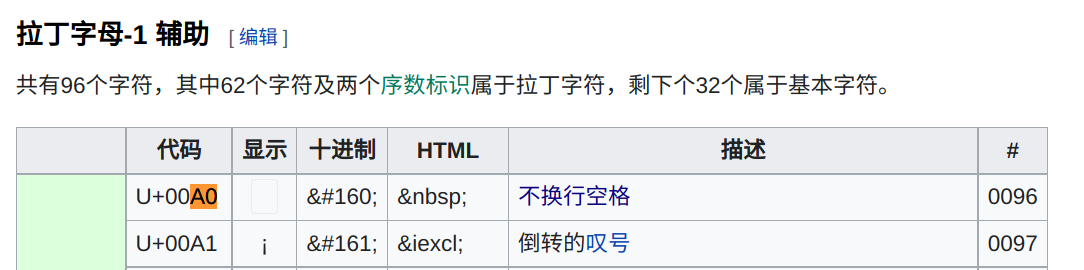 拉丁字母-1 辅助 [ 编辑 ]
共有96个字符，其中62个字符及两个序数标识属于拉丁字符，剩下个32个属于基本字符。
代码 显示 十进制 HTML 描述 #
U+00A0 &#160; &nbsp; 不换行空格 0096
U+00A1 ¡ &#161; &iexcl; 倒转的叹号 0097